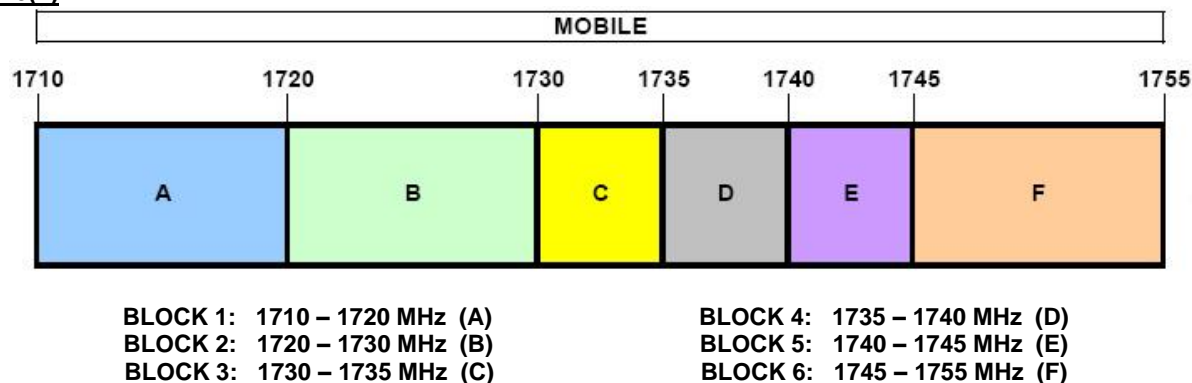 MOBILE
1710 1720 1730 1735 1740 1745 1755
A B C D E F
BLOCK 1: 1710 – 1720 MHz (A) BLOCK 4: 1735 – 1740 MHz (D)
BLOCK 2: 1720 – 1730 MHz (B) BLOCK 5: 1740 – 1745 MHz (E)
BLOCK 3: 1730 – 1735 MHz (C) BLOCK 6: 1745 – 1755 MHz (F)